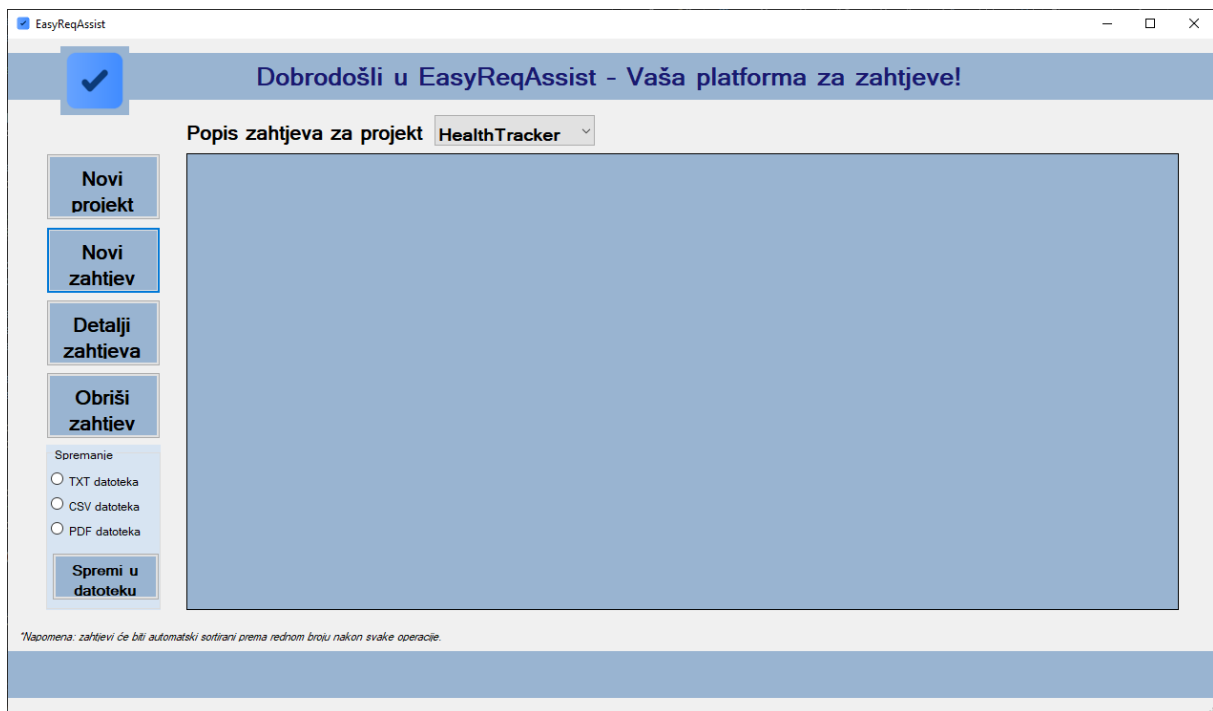 EasyReqAssist
Dobrodošli u EasyReqAssist - Vaša platforma za zahtjeve!
Popis zahtjeva za projekt HealthTracker
Novi
projekt
Novi
zahtjev
Detalji
zahtjeva
Obriši
zahtjev
Spremanje
TXT datoteka
CSV datoteka
PDF datoteka
Spremi u
datoteku
*Napomena: zahtjevi će biti automatski sortirani prema rednom broju nakon svake operacije.